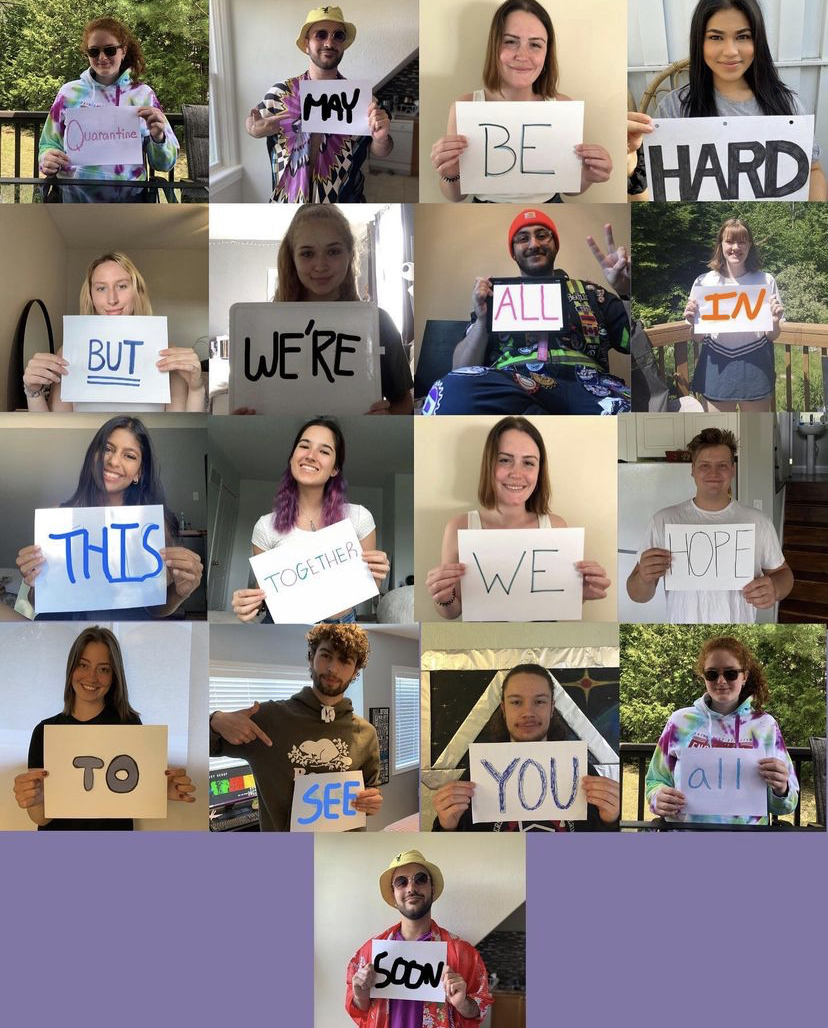 Quarantine
MAY
BE
HARD
BUT
WE'RE
ALL
IN
THIS
TOGETHER
WE
HOPE
TO
SEE
YOU
all
SOON